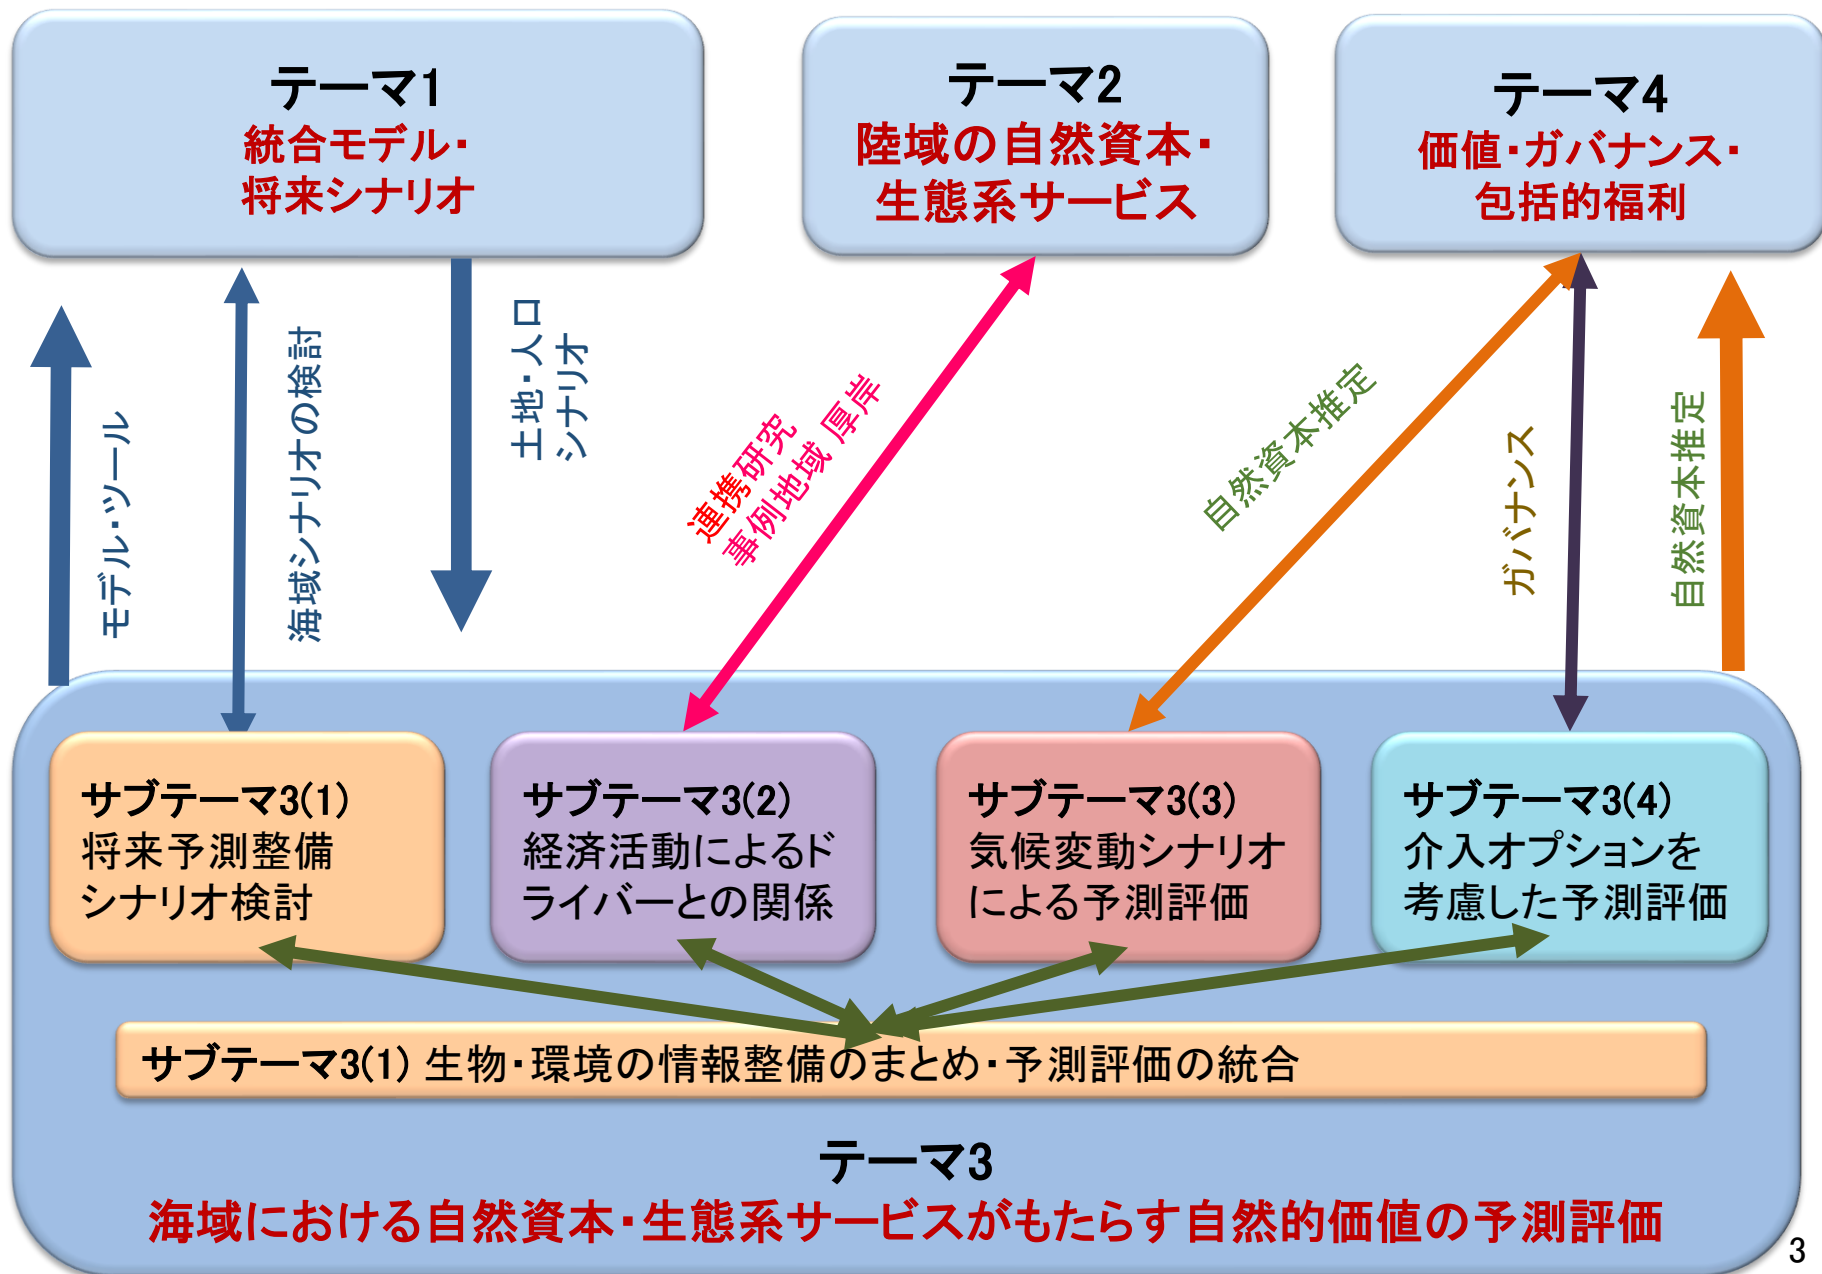 テーマ1
統合モデル・
将来シナリオ
テーマ2
陸域の自然資本・
生態系サービス
テーマ4
価値・ガバナンス・
包括的福利
モデル・ツール
海域シナリオの検討
土地・人口
シナリオ
連携研究
事例地域 厚岸
自然資本推定
ガバナンス
自然資本推定
サブテーマ3(1)
将来予測整備
シナリオ検討
サブテーマ3(2)
経済活動によるド
ライバーとの関係
サブテーマ3(3)
気候変動シナリオ
による予測評価
サブテーマ3(4)
介入オプションを
考慮した予測評価
サブテーマ3(1) 生物・環境の情報整備のまとめ・予測評価の統合
テーマ3
海域における自然資本・生態系サービスがもたらす自然的価値の予測評価
3